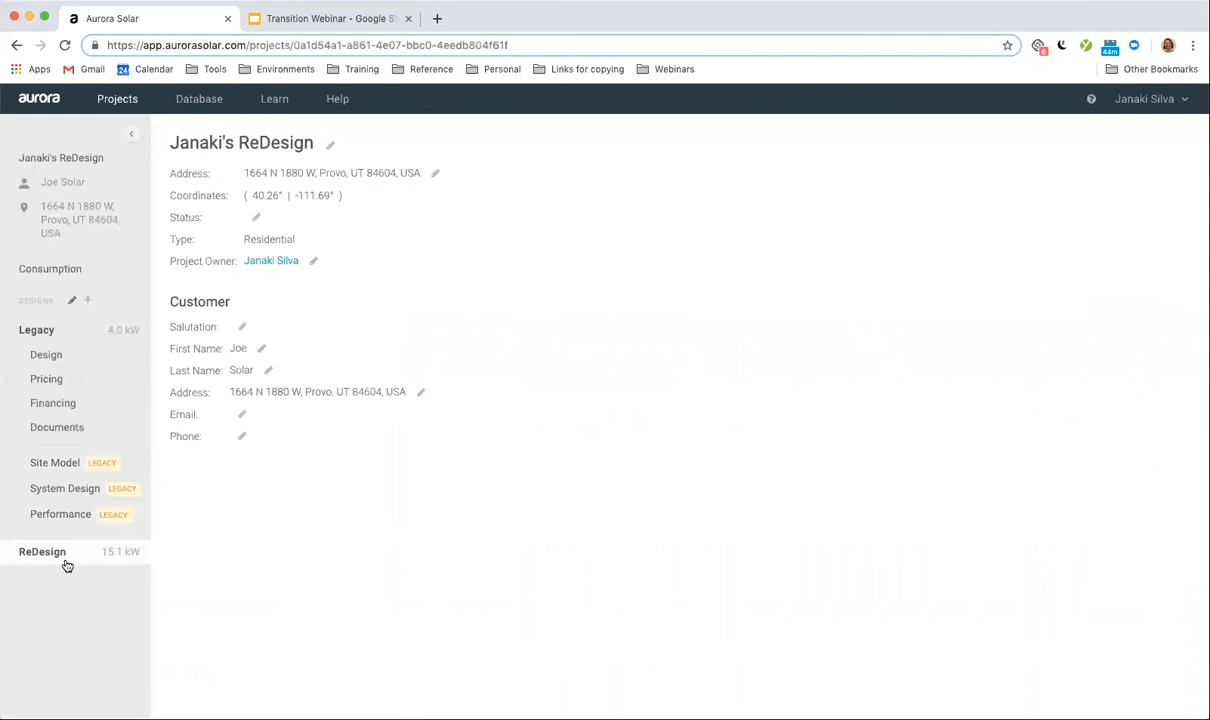 Aurora Solar
Transition Webinar - Google Sl
https://app.aurorasolar.com/projects/0a1d54a1-a861-4e07-bbc0-4eedb804f61f
6
44m
Apps
Gmail
24
Calendar
Tools
Environments
Training
Reference
Personal
Links for copying
Webinars
Other Bookmarks
aurora
Projects
Database
Learn
Help
Janaki Silva
Janaki's ReDesign
Joe Solar
1664 N 1880 W,
Provo, UT 84604,
USA
Consumption
DESIGNS
Legacy 4.0 kW
Design
Pricing
Financing
Documents
Site Model LEGACY
System Design LEGACY
Performance LEGACY
ReDesign 15.1 kW
Janaki's ReDesign
Address: 1664 N 1880 W, Provo, UT 84604, USA
Coordinates: ( 40.26° | -111.69° )
Status:
Type: Residential
Project Owner: Janaki Silva
Customer
Salutation:
First Name: Joe
Last Name: Solar
Address: 1664 N 1880 W, Provo, UT 84604, USA
Email:
Phone: